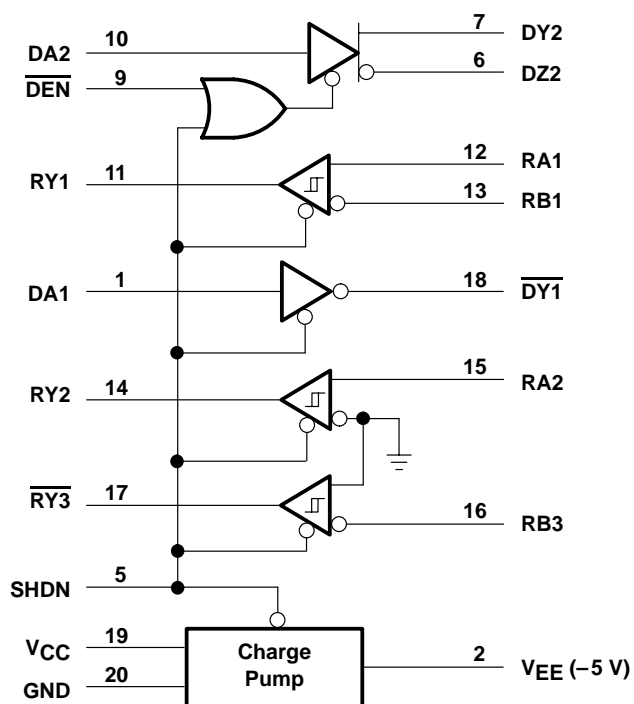 DA2 10 7 DY2
DEN 9 6 DZ2
RY1 11 12 RA1
13 RB1
DA1 1 18 DY1
RY2 14 15 RA2
RY3 17 16 RB3
SHDN 5
VCC 19 Charge 2 VEE (–5 V)
GND 20 Pump